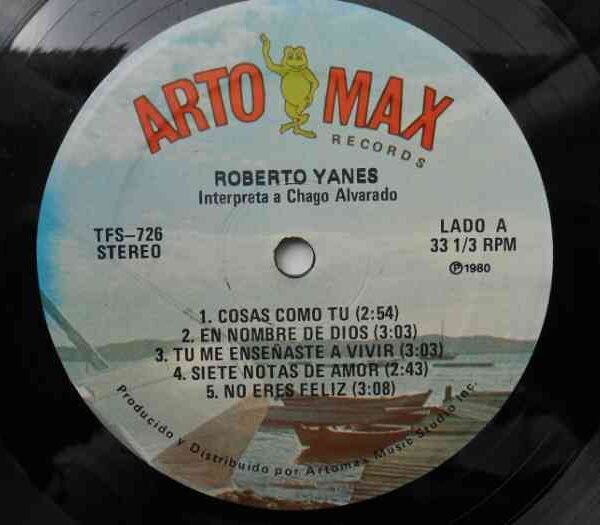 ARTO MAX
RECORDS
ROBERTO YANES
Interpreta a Chago Alvarado
TFS-726
STEREO
LADO A
33 1/3 RPM
Ⓟ1980
1. COSAS COMO TU (2:54)
2. EN NOMBRE DE DIOS (3:03)
3. TU ME ENSEÑASTE A VIVIR (3:03)
4. SIETE NOTAS DE AMOR (2:43)
5. NO ERES FELIZ (3:08)
Producido y Distribuido por Artomax Music Studio Inc.